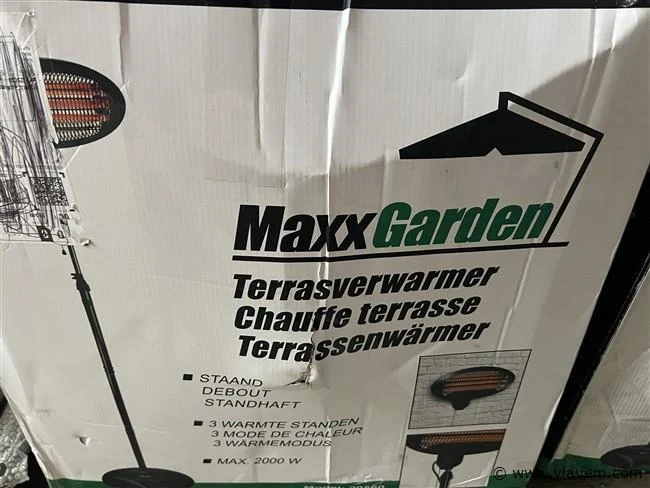 MaxxGarden
Terrasverwarmer
Chauffe terrasse
Terrassenwärmer
STAAND
DEBOUT
STANDHAFT
3 WARMTE STANDEN
3 MODE DE CHALEUR
3 WÄRMEMODUS
MAX. 2000 W
© www.vlavem.com